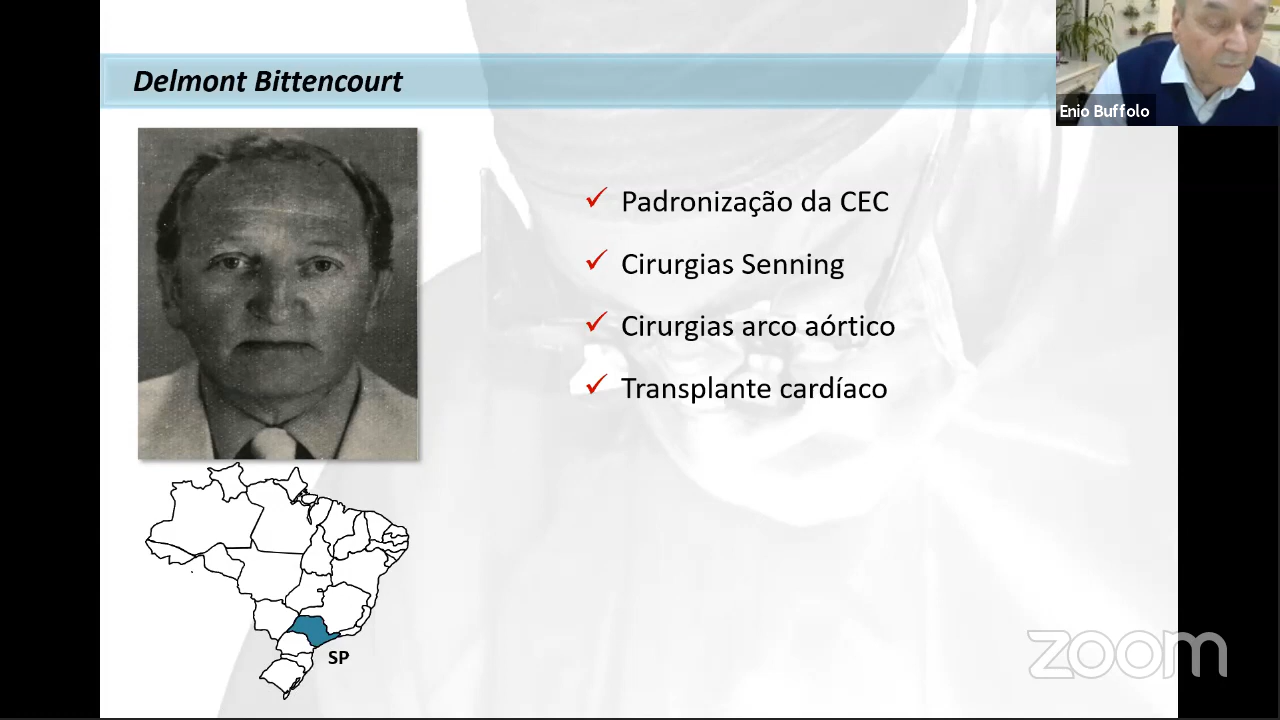 Delmont Bittencourt
Enio Buffolo
Padronização da CEC
Cirurgias Senning
Cirurgias arco aórtico
Transplante cardíaco
SP
zoom